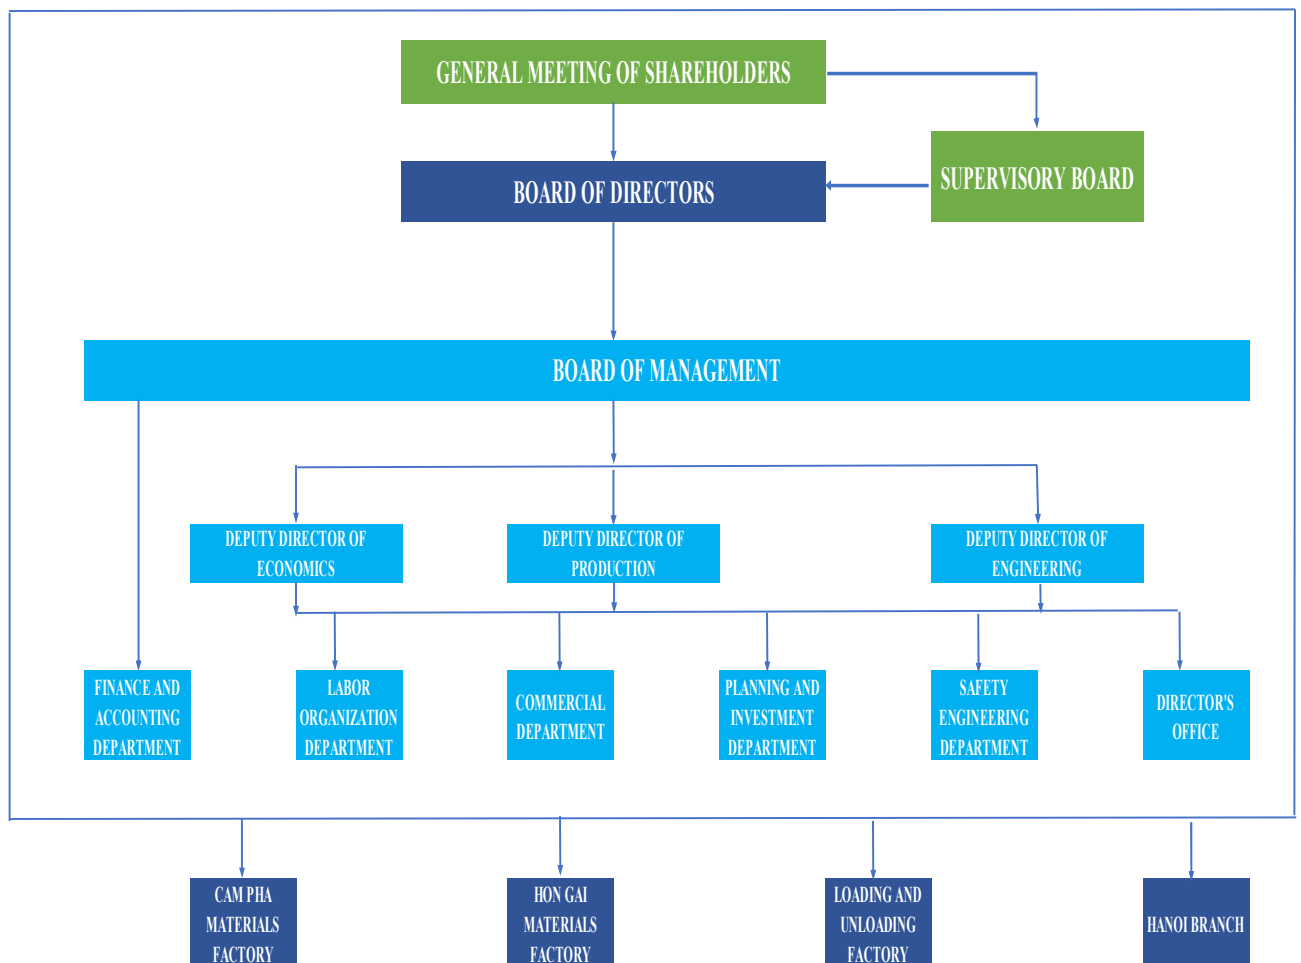 GENERAL MEETING OF SHAREHOLDERS
SUPERVISORY BOARD
BOARD OF DIRECTORS
BOARD OF MANAGEMENT
DEPUTY DIRECTOR OF
ECONOMICS
DEPUTY DIRECTOR OF
PRODUCTION
DEPUTY DIRECTOR OF
ENGINEERING
FINANCE AND
ACCOUNTING
DEPARTMENT
LABOR
ORGANIZATION
DEPARTMENT
COMMERCIAL
DEPARTMENT
PLANNING AND
INVESTMENT
DEPARTMENT
SAFETY
ENGINEERING
DEPARTMENT
DIRECTOR'S
OFFICE
CAM PHA
MATERIALS
FACTORY
HON GAI
MATERIALS
FACTORY
LOADING AND
UNLOADING
FACTORY
HANOI BRANCH